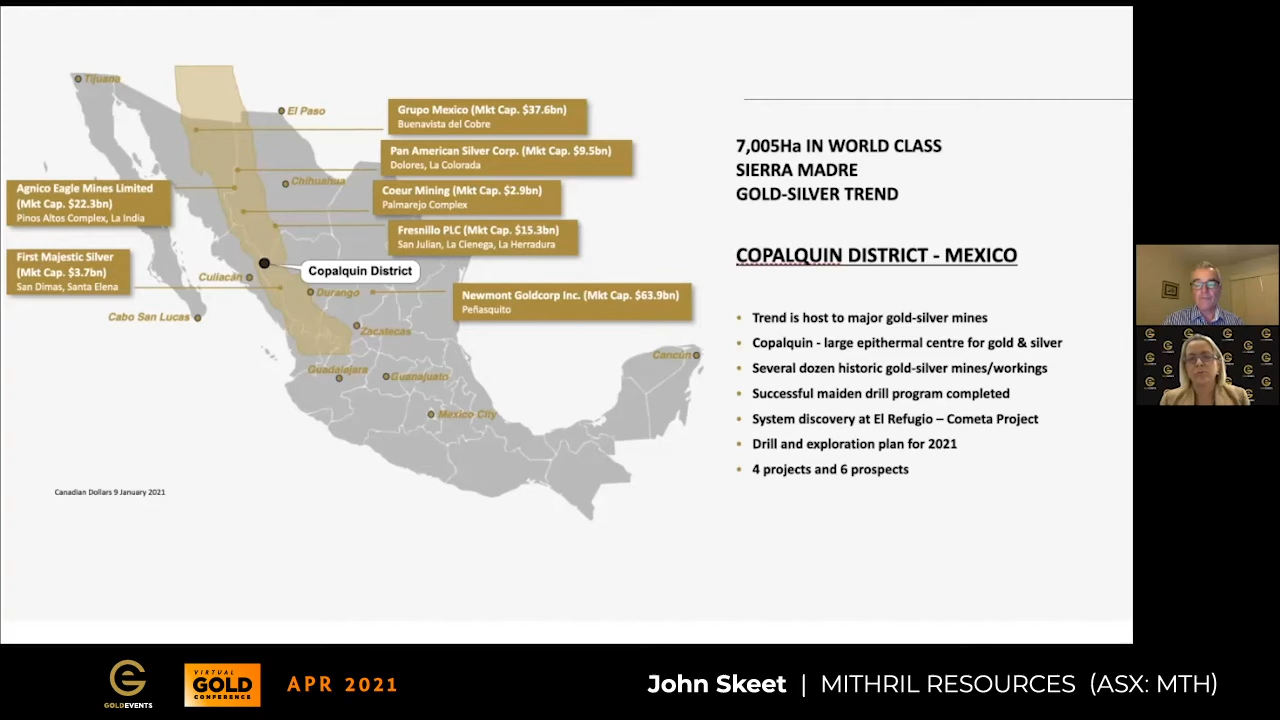 Tijuana
El Paso
Grupo Mexico (Mkt Cap. $37.6bn)
Buenavista del Cobre
Pan American Silver Corp. (Mkt Cap. $9.5bn)
Dolores, La Colorada
Chihuahua
Agnico Eagle Mines Limited
(Mkt Cap. $22.3bn)
Pinos Altos Complex, La India
Coeur Mining (Mkt Cap. $2.9bn)
Palmarejo Complex
Fresnillo PLC (Mkt Cap. $15.3bn)
San Julian, La Cienega, La Herradura
First Majestic Silver
(Mkt Cap. $3.7bn)
San Dimas, Santa Elena
Culiacán
Copalquin District
Durango
Newmont Goldcorp Inc. (Mkt Cap. $63.9bn)
Peñasquito
Cabo San Lucas
Zacatecas
Cancún
Guadalajara
Guanajuato
Mexico City
Canadian Dollars 9 January 2021
7,005Ha IN WORLD CLASS
SIERRA MADRE
GOLD-SILVER TREND
COPALQUIN DISTRICT - MEXICO
• Trend is host to major gold-silver mines
• Copalquin - large epithermal centre for gold & silver
• Several dozen historic gold-silver mines/workings
• Successful maiden drill program completed
• System discovery at El Refugio – Cometa Project
• Drill and exploration plan for 2021
• 4 projects and 6 prospects
GOLDEVENTS
VIRTUAL
GOLD
CONFERENCE
APR 2021
John Skeet | MITHRIL RESOURCES (ASX: MTH)